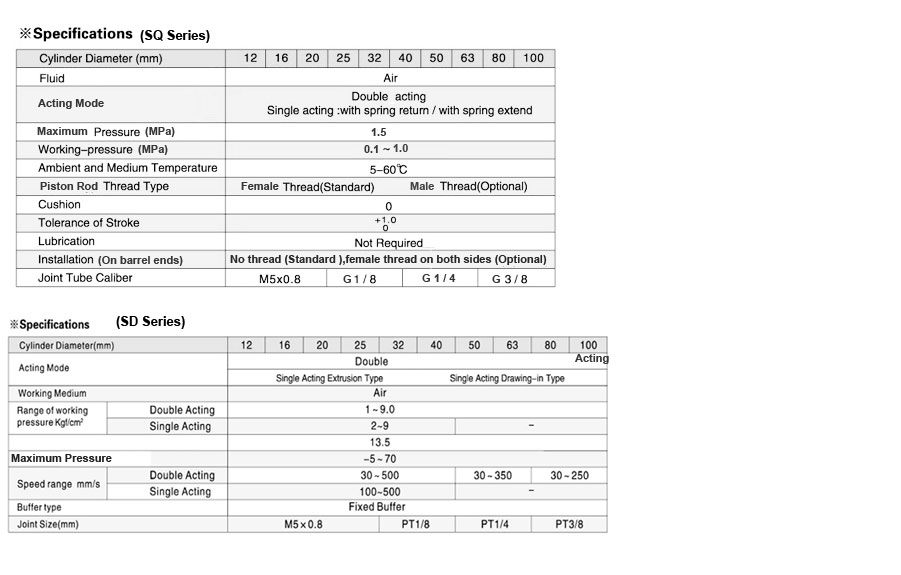 ※Specifications (SQ Series)
Cylinder Diameter (mm) 12 16 20 25 32 40 50 63 80 100
Fluid Air
Acting Mode Double acting
Single acting :with spring return / with spring extend
Maximum Pressure (MPa) 1.5
Working-pressure (MPa) 0.1 ~ 1.0
Ambient and Medium Temperature 5-60℃
Piston Rod Thread Type Female Thread(Standard) Male Thread(Optional)
Cushion 0
Tolerance of Stroke +1.0
0
Lubrication Not Required
Installation (On barrel ends) No thread (Standard ),female thread on both sides (Optional)
Joint Tube Caliber M5x0.8 G 1 / 8 G 1 / 4 G 3 / 8
※Specifications (SD Series)
Cylinder Diameter(mm) 12 16 20 25 32 40 50 63 80 100
Acting Mode Double Acting
Single Acting Extrusion Type Single Acting Drawing-in Type
Working Medium Air
Range of working pressure Kgf/cm² Double Acting 1~9.0
Single Acting 2~9 -
13.5
Maximum Pressure -5~70
Speed range mm/s Double Acting 30~500 30~350 30~250
Single Acting 100~500 -
Buffer type Fixed Buffer
Joint Size(mm) M5x0.8 PT1/8 PT1/4 PT3/8